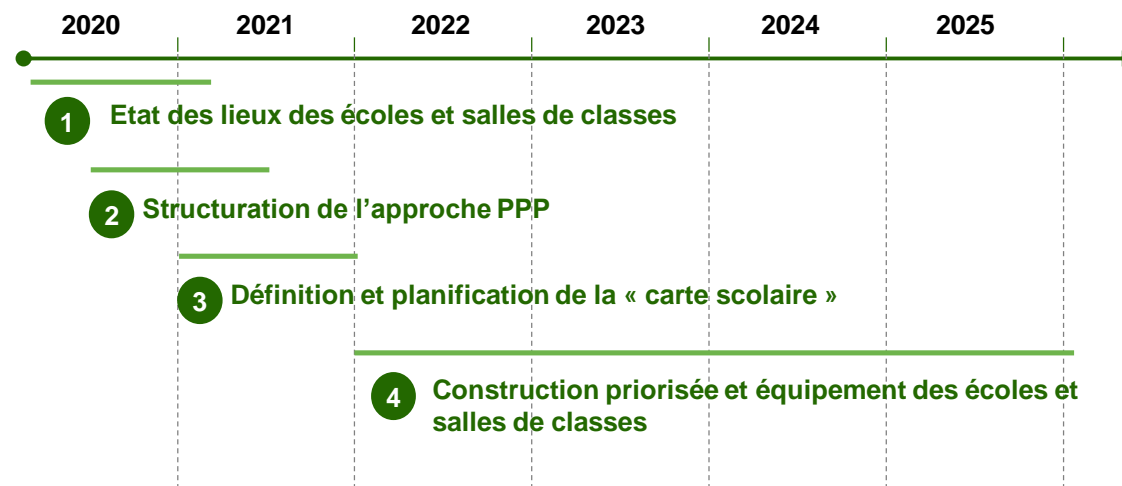 2020 2021 2022 2023 2024 2025
1 Etat des lieux des écoles et salles de classes
2 Structuration de l’approche PPP
3 Définition et planification de la « carte scolaire »
4 Construction priorisée et équipement des écoles et
salles de classes